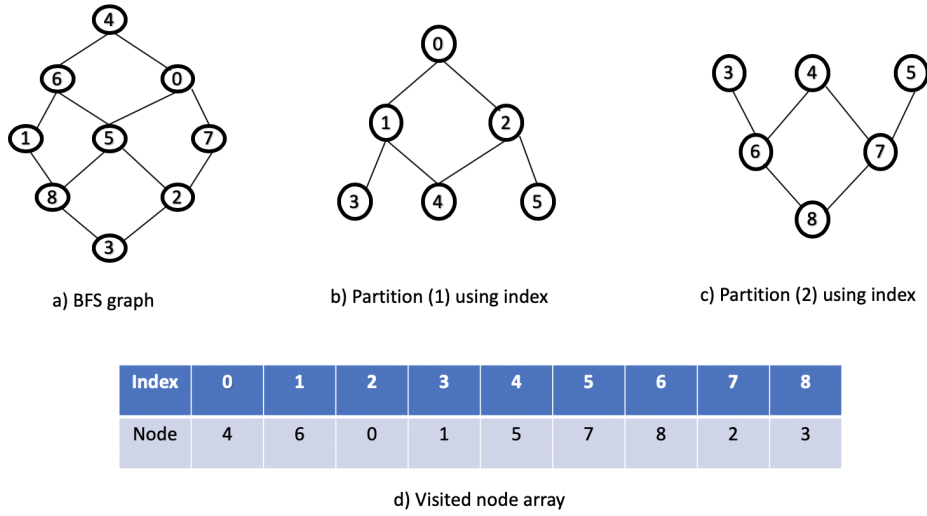 4
6 0
1 5 7
8 2
3
a) BFS graph
0
1 2
3 4 5
b) Partition (1) using index
3 4 5
6 7
8
c) Partition (2) using index
Index 0 1 2 3 4 5 6 7 8
Node 4 6 0 1 5 7 8 2 3
d) Visited node array